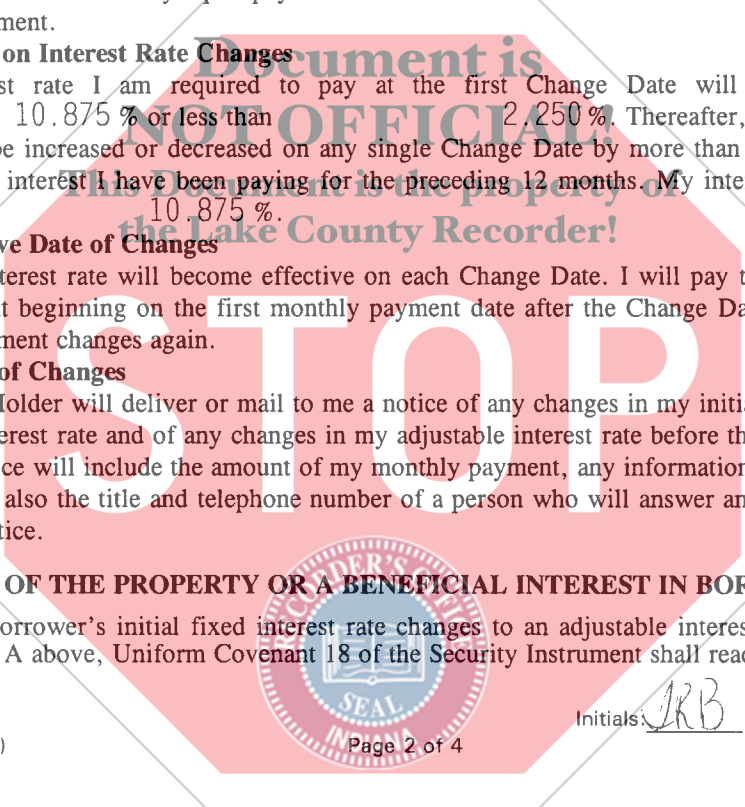 ment.
on Interest Rate Changes
st rate I am required to pay at the first Change Date will
10.875 % or less than 2.250 %. Thereafter,
be increased or decreased on any single Change Date by more than
interest I have been paying for the preceding 12 months. My inte
10.875 %.
ve Date of Changes
terest rate will become effective on each Change Date. I will pay t
t beginning on the first monthly payment date after the Change Da
ment changes again.
of Changes
Holder will deliver or mail to me a notice of any changes in my initia
erest rate and of any changes in my adjustable interest rate before th
ice will include the amount of my monthly payment, any information
also the title and telephone number of a person who will answer an
tice.
OF THE PROPERTY OR A BENEFICIAL INTEREST IN BOR
orrower's initial fixed interest rate changes to an adjustable interes
A above, Uniform Covenant 18 of the Security Instrument shall read
Initials: JRB
) Page 2 of 4
Document is
NOT OFFICIAL!
This Document is the property of
the Lake County Recorder!
STOP
RECORDER'S OFFICE
SEAL
INDIANA